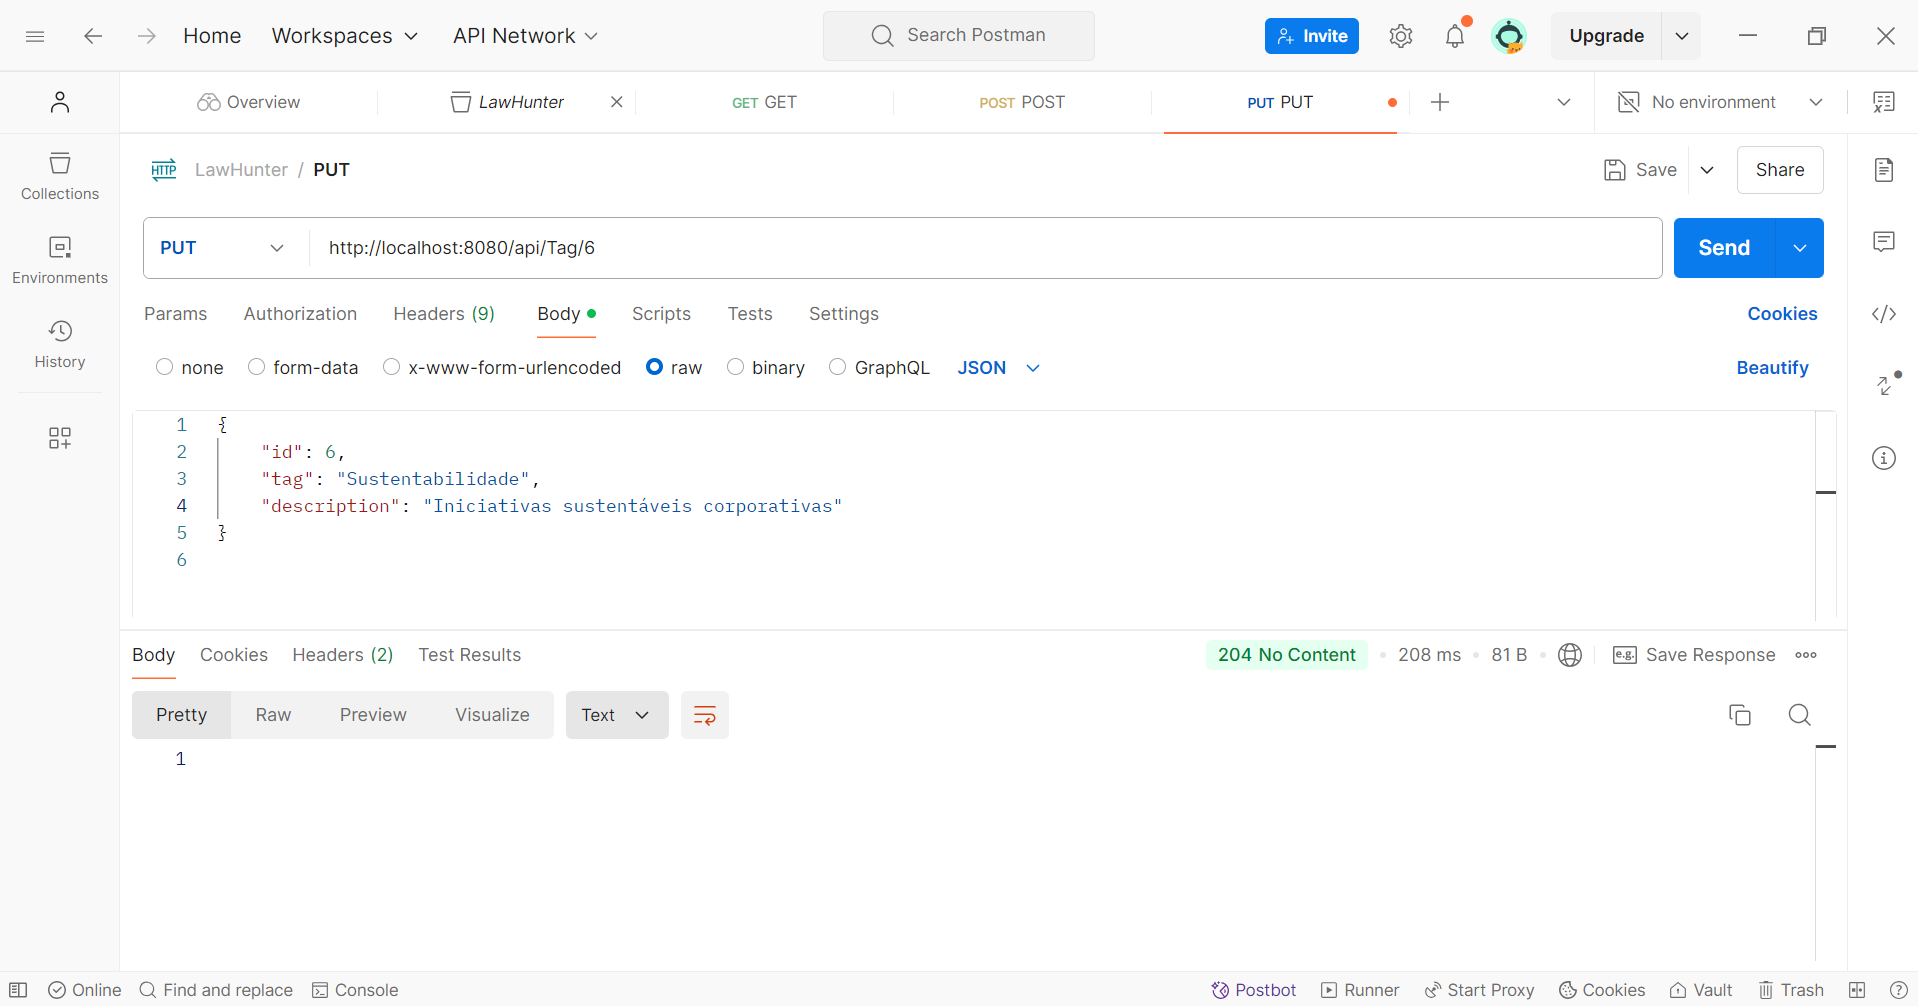 Home Workspaces API Network Search Postman Invite Upgrade
Overview LawHunter GET GET POST POST PUT PUT No environment
HTTP LawHunter / PUT Save Share
Collections
Environments
History
PUT http://localhost:8080/api/Tag/6 Send
Params Authorization Headers (9) Body Scripts Tests Settings Cookies
none form-data x-www-form-urlencoded raw binary GraphQL JSON Beautify
1 {
2 "id": 6,
3 "tag": "Sustentabilidade",
4 "description": "Iniciativas sustentáveis corporativas"
5 }
6
Body Cookies Headers (2) Test Results 204 No Content 208 ms 81 B e.g. Save Response
Pretty Raw Preview Visualize Text
1
Online Find and replace Console Postbot Runner Start Proxy Cookies Vault Trash